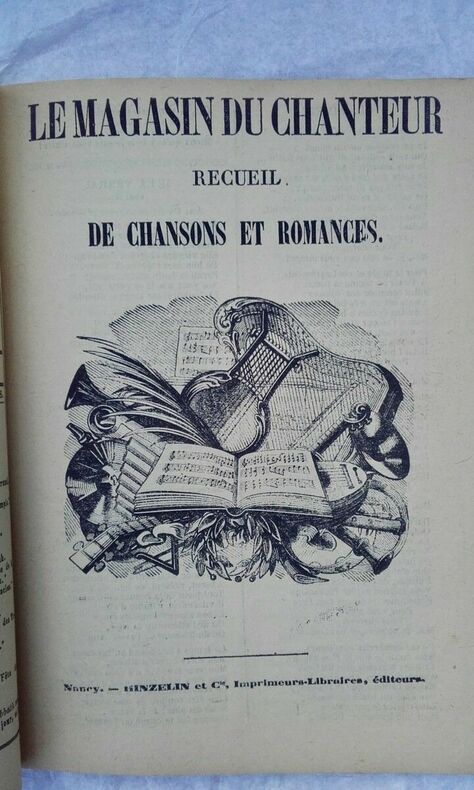 LE MAGASIN DU CHANTEUR
RECUEIL
DE CHANSONS ET ROMANCES.
Nancy. — HINZELIN et Cie, Imprimeurs-Libraires, éditeurs.